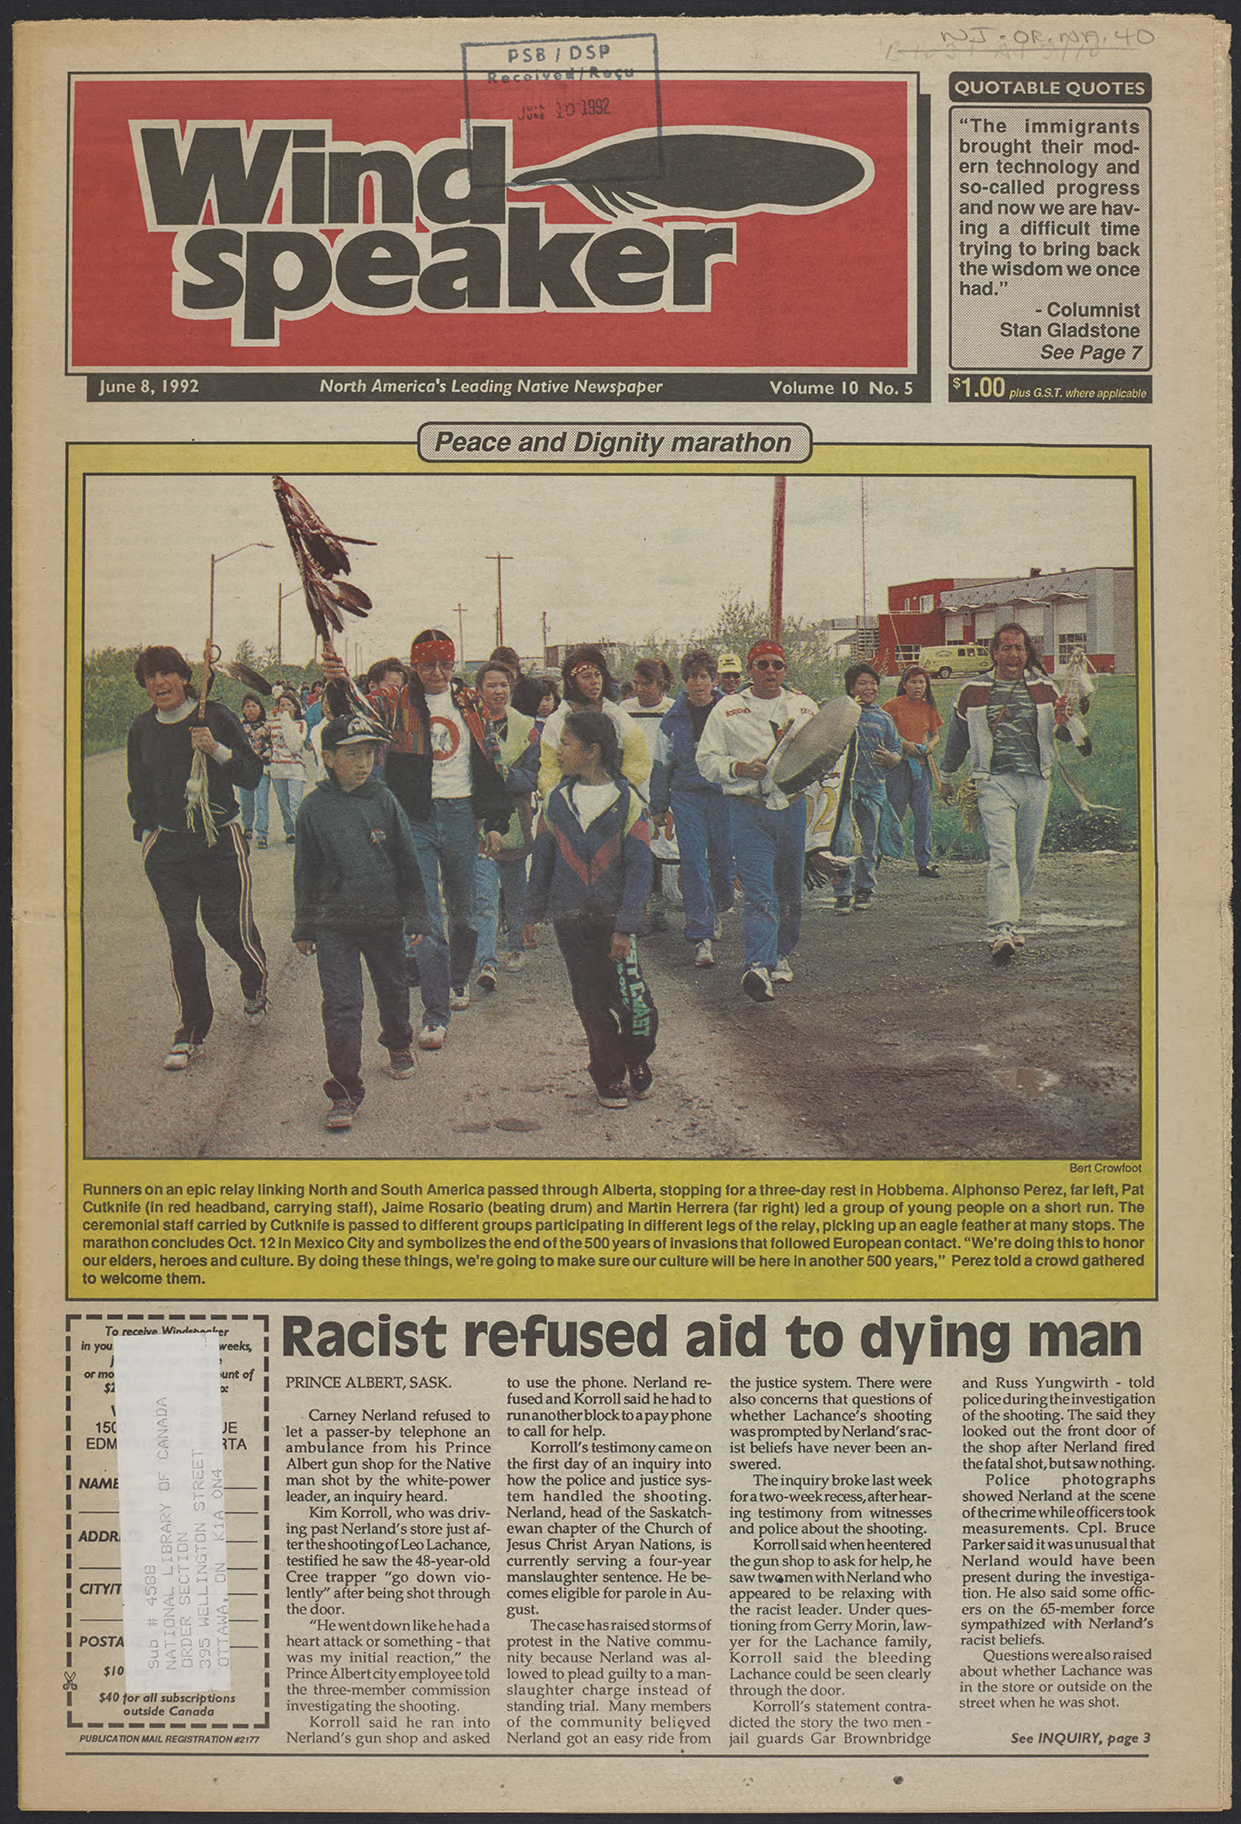 PSB / DSP
Received / Reçu
10 1992
NJ-OR.NA.40
Wind
speaker
June 8, 1992
North America's Leading Native Newspaper
Volume 10 No. 5
QUOTABLE QUOTES
“The immigrants
brought their mod-
ern technology and
so-called progress
and now we are hav-
ing a difficult time
trying to bring back
the wisdom we once
had.”
- Columnist
Stan Gladstone
See Page 7
$1.00 plus G.S.T. where applicable
Peace and Dignity marathon
Bert Crowfoot
Runners on an epic relay linking North and South America passed through Alberta, stopping for a three-day rest in Hobbema. Alphonso Perez, far left, Pat
Cutknife (in red headband, carrying staff), Jaime Rosario (beating drum) and Martin Herrera (far right) led a group of young people on a short run. The
ceremonial staff carried by Cutknife is passed to different groups participating in different legs of the relay, picking up an eagle feather at many stops. The
marathon concludes Oct. 12 in Mexico City and symbolizes the end of the 500 years of invasions that followed European contact. “We're doing this to honor
our elders, heroes and culture. By doing these things, we're going to make sure our culture will be here in another 500 years,” Perez told a crowd gathered
to welcome them.
To receive Windspeaker
in you weeks,
or mo unt of
150 UE
EDM RTA
NAME
ADDR
CITY/T
POSTA
$10
$40 for all subscriptions
outside Canada
PUBLICATION MAIL REGISTRATION #2177
Sub # 4588
NATIONAL LIBRARY OF CANADA
ORDER SECTION
395 WELLINGTON STREET
OTTAWA, ON K1A ON4
Racist refused aid to dying man
PRINCE ALBERT, SASK.
Carney Nerland refused to
let a passer-by telephone an
ambulance from his Prince
Albert gun shop for the Native
man shot by the white-power
leader, an inquiry heard.
Kim Korroll, who was driv-
ing past Nerland's store just af-
ter the shooting of Leo Lachance,
testified he saw the 48-year-old
Cree trapper “go down vio-
lently” after being shot through
the door.
“He went down like he had a
heart attack or something - that
was my initial reaction,” the
Prince Albert city employee told
the three-member commission
investigating the shooting.
Korroll said he ran into
Nerland's gun shop and asked
to use the phone. Nerland re-
fused and Korroll said he had to
run another block to a pay phone
to call for help.
Korroll's testimony came on
the first day of an inquiry into
how the police and justice sys-
tem handled the shooting.
Nerland, head of the Saskatch-
ewan chapter of the Church of
Jesus Christ Aryan Nations, is
currently serving a four-year
manslaughter sentence. He be-
comes eligible for parole in Au-
gust.
The case has raised storms of
protest in the Native commu-
nity because Nerland was al-
lowed to plead guilty to a man-
slaughter charge instead of
standing trial. Many members
of the community believed
Nerland got an easy ride from
the justice system. There were
also concerns that questions of
whether Lachance's shooting
was prompted by Nerland's rac-
ist beliefs have never been an-
swered.
The inquiry broke last week
for a two-week recess, after hear-
ing testimony from witnesses
and police about the shooting.
Korroll said when he entered
the gun shop to ask for help, he
saw two men with Nerland who
appeared to be relaxing with
the racist leader. Under ques-
tioning from Gerry Morin, law-
yer for the Lachance family,
Korroll said the bleeding
Lachance could be seen clearly
through the door.
Korroll's statement contra-
dicted the story the two men -
jail guards Gar Brownbridge
and Russ Yungwirth - told
police during the investigation
of the shooting. The said they
looked out the front door of
the shop after Nerland fired
the fatal shot, but saw nothing.
Police photographs
showed Nerland at the scene
of the crime while officers took
measurements. Cpl. Bruce
Parker said it was unusual that
Nerland would have been
present during the investiga-
tion. He also said some offic-
ers on the 65-member force
sympathized with Nerland's
racist beliefs.
Questions were also raised
about whether Lachance was
in the store or outside on the
street when he was shot.
See INQUIRY, page 3